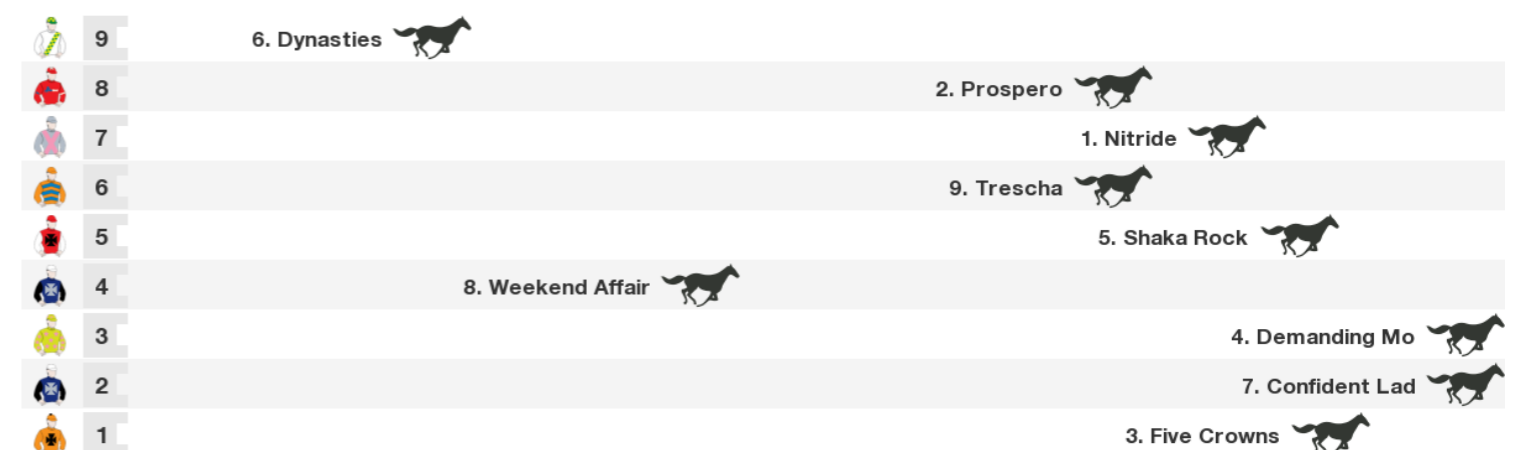 9 6. Dynasties
8 2. Prospero
7 1. Nitride
6 9. Trescha
5 5. Shaka Rock
4 8. Weekend Affair
3 4. Demanding Mo
2 7. Confident Lad
1 3. Five Crowns